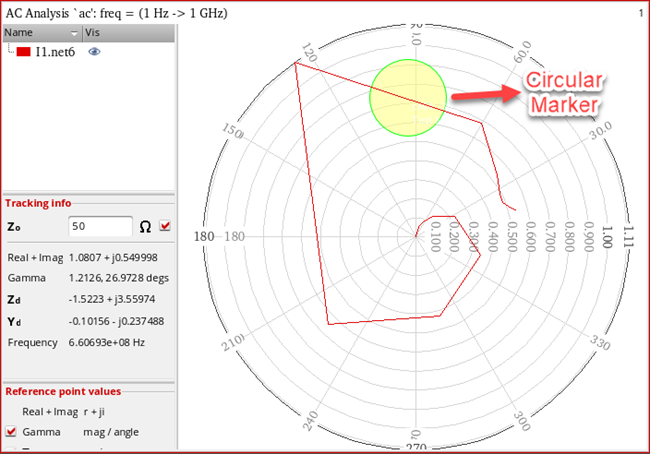 AC Analysis `ac': freq = (1 Hz -> 1 GHz)
1
Name
Vis
I1.net6
Tracking info
Zo
50
Ω
Real + Imag 1.0807 + j0.549998
Gamma 1.2126, 26.9728 degs
Zd -1.5223 + j3.55974
Yd -0.10156 - j0.237488
Frequency 6.60693e+08 Hz
Reference point values
Real + Imag r + ji
Gamma mag / angle
Circular
Marker
120
60.0
150
30.0
180
180
0.100
0.200
0.300
0.400
0.500
0.600
0.700
0.800
0.900
1.00
1.11
210
330
240
300
270